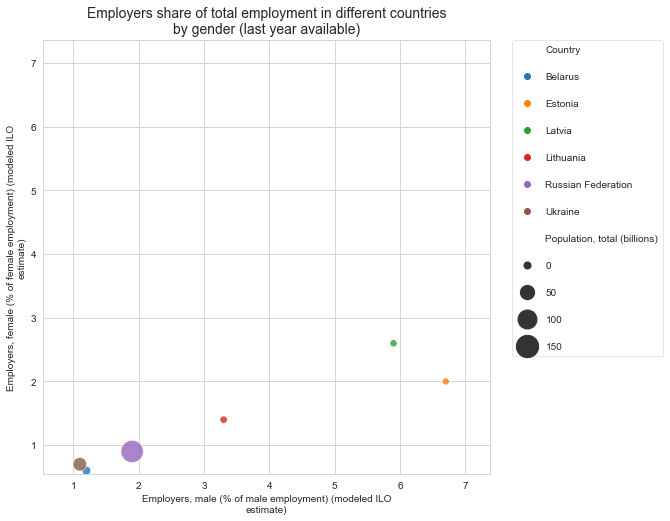 Employers share of total employment in different countries
by gender (last year available)
Employers, female (% of female employment) (modeled ILO
estimate)
7
6
5
4
3
2
1
1
2
3
4
5
6
7
Employers, male (% of male employment) (modeled ILO
estimate)
Country
Belarus
Estonia
Latvia
Lithuania
Russian Federation
Ukraine
Population, total (billions)
0
50
100
150